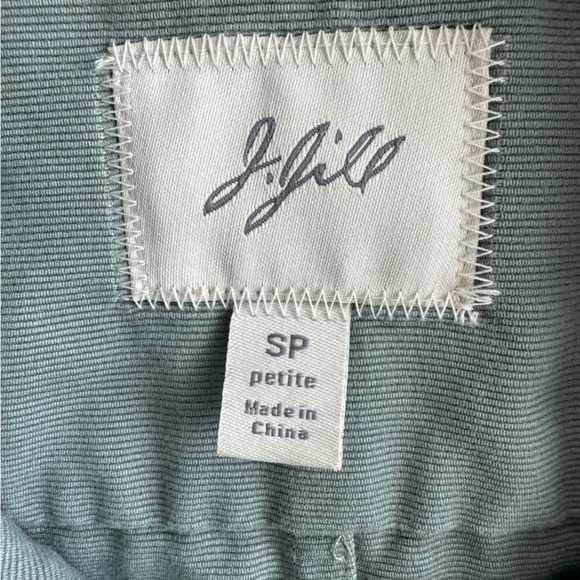 J.Jill
SP
petite
Made in
China